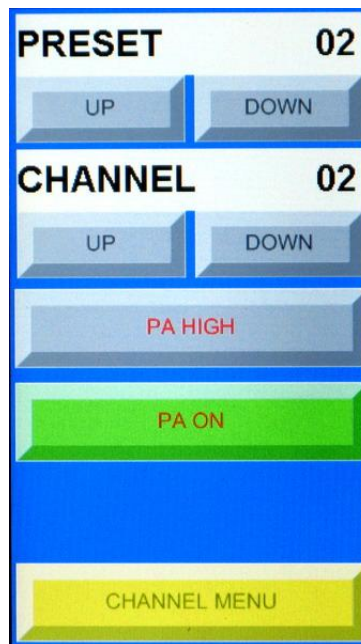 PRESET 02
UP DOWN
CHANNEL 02
UP DOWN
PA HIGH
PA ON
CHANNEL MENU